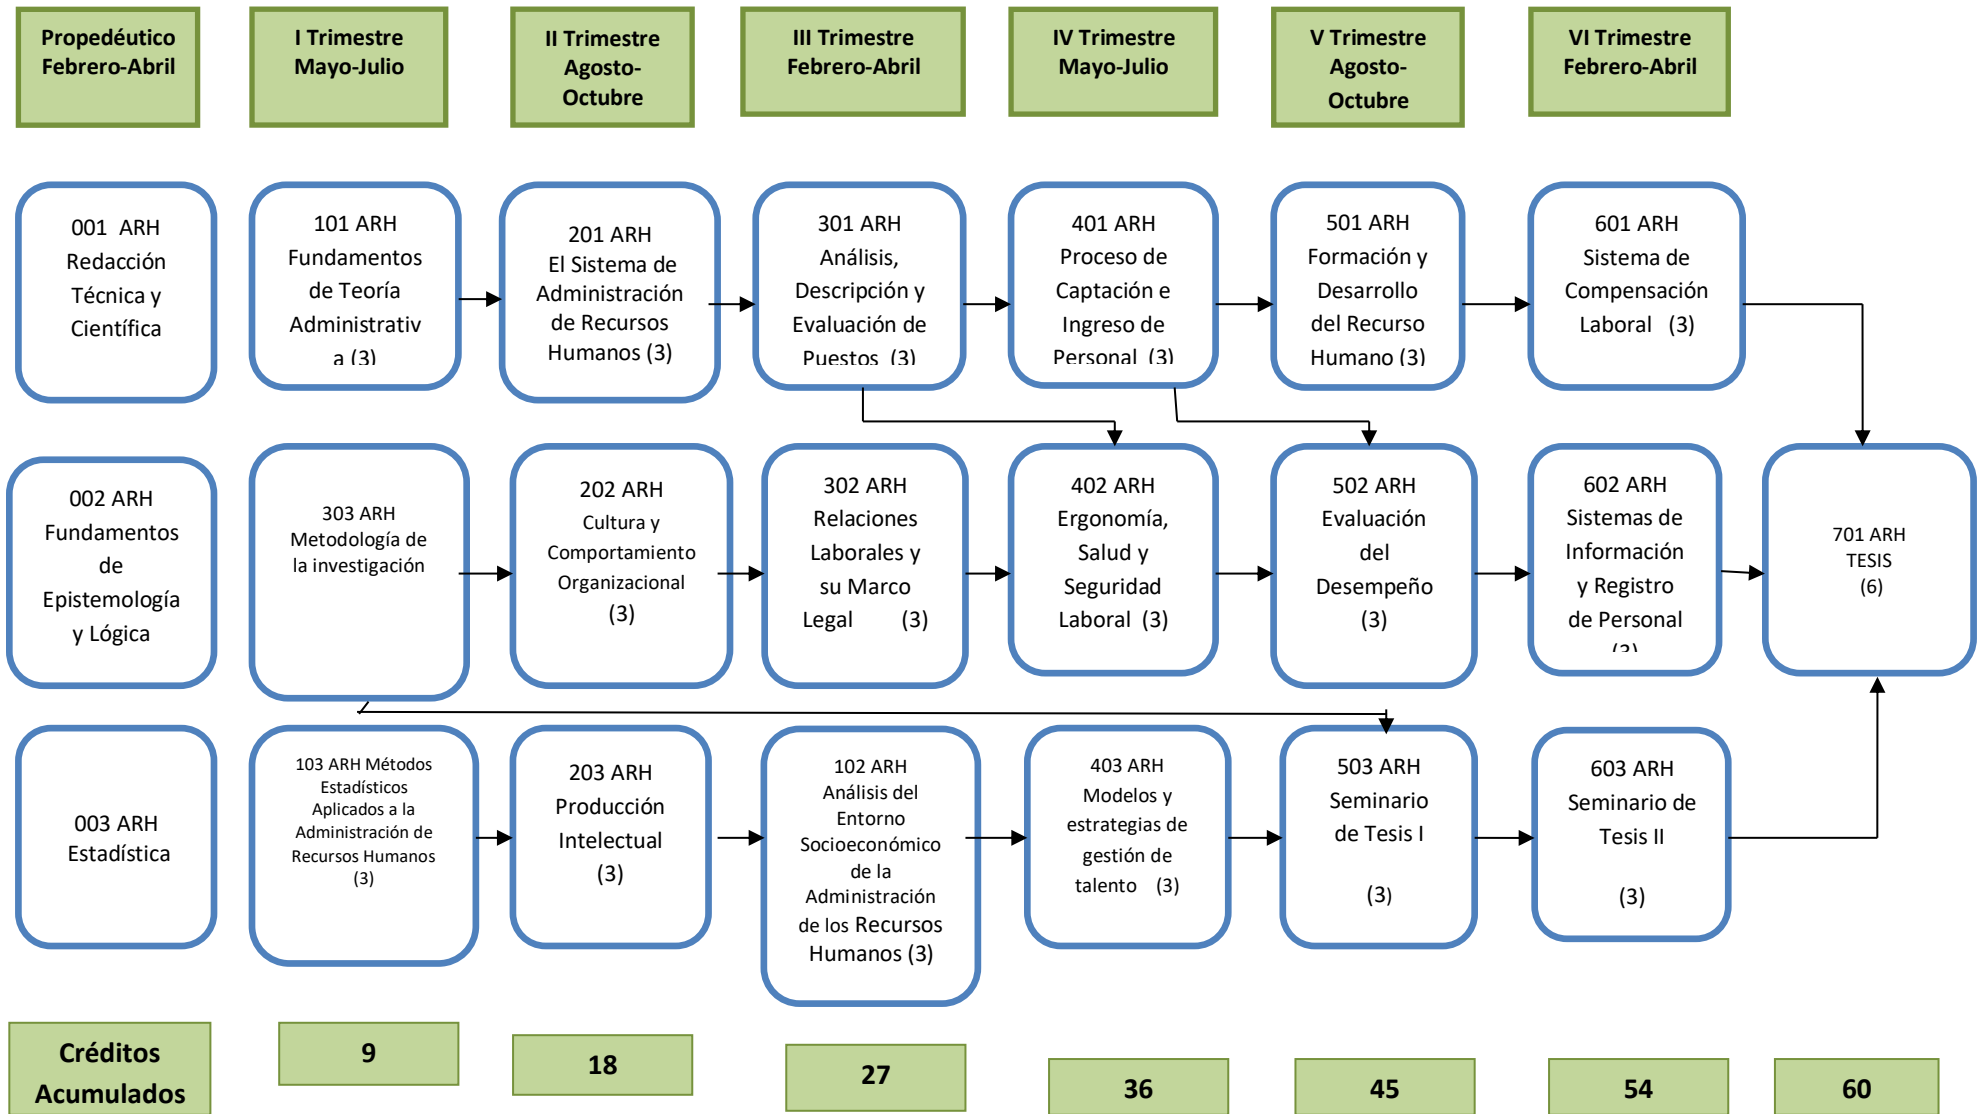 Propedéutico
Febrero-Abril
I Trimestre
Mayo-Julio
II Trimestre
Agosto-
Octubre
III Trimestre
Febrero-Abril
IV Trimestre
Mayo-Julio
V Trimestre
Agosto-
Octubre
VI Trimestre
Febrero-Abril
001 ARH
Redacción
Técnica y
Científica
101 ARH
Fundamentos
de Teoría
Administrativ
a (3)
201 ARH
El Sistema de
Administración
de Recursos
Humanos (3)
301 ARH
Análisis,
Descripción y
Evaluación de
Puestos (3)
401 ARH
Proceso de
Captación e
Ingreso de
Personal (3)
501 ARH
Formación y
Desarrollo
del Recurso
Humano (3)
601 ARH
Sistema de
Compensación
Laboral (3)
002 ARH
Fundamentos
de
Epistemología
y Lógica
303 ARH
Metodología de
la investigación
202 ARH
Cultura y
Comportamiento
Organizacional
(3)
302 ARH
Relaciones
Laborales y
su Marco
Legal (3)
402 ARH
Ergonomía,
Salud y
Seguridad
Laboral (3)
502 ARH
Evaluación
del
Desempeño
(3)
602 ARH
Sistemas de
Información
y Registro
de Personal
(3)
701 ARH
TESIS
(6)
003 ARH
Estadística
103 ARH Métodos
Estadísticos
Aplicados a la
Administración de
Recursos Humanos
(3)
203 ARH
Producción
Intelectual
(3)
102 ARH
Análisis del
Entorno
Socioeconómico
de la
Administración
de los Recursos
Humanos (3)
403 ARH
Modelos y
estrategias de
gestión de
talento (3)
503 ARH
Seminario
de Tesis I
(3)
603 ARH
Seminario de
Tesis II
(3)
Créditos
Acumulados
9
18
27
36
45
54
60